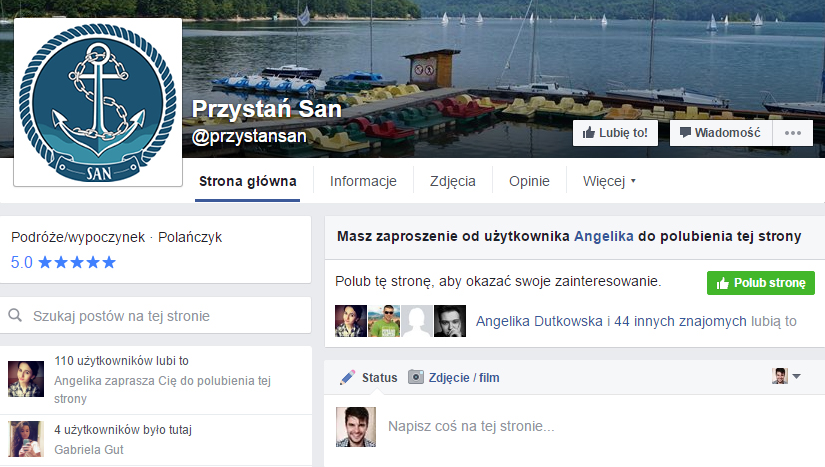 SAN
Przystań San
@przystansan
Lubię to!
Wiadomość
Strona główna
Informacje
Zdjęcia
Opinie
Więcej
Podróże/wypoczynek · Polańczyk
5.0
Szukaj postów na tej stronie
110 użytkowników lubi to
Angelika zaprasza Cię do polubienia tej
strony
4 użytkowników było tutaj
Gabriela Gut
Masz zaproszenie od użytkownika Angelika do polubienia tej strony
Polub tę stronę, aby okazać swoje zainteresowanie.
Polub stronę
Angelika Dutkowska i 44 innych znajomych lubią to
Status
Zdjęcie / film
Napisz coś na tej stronie...